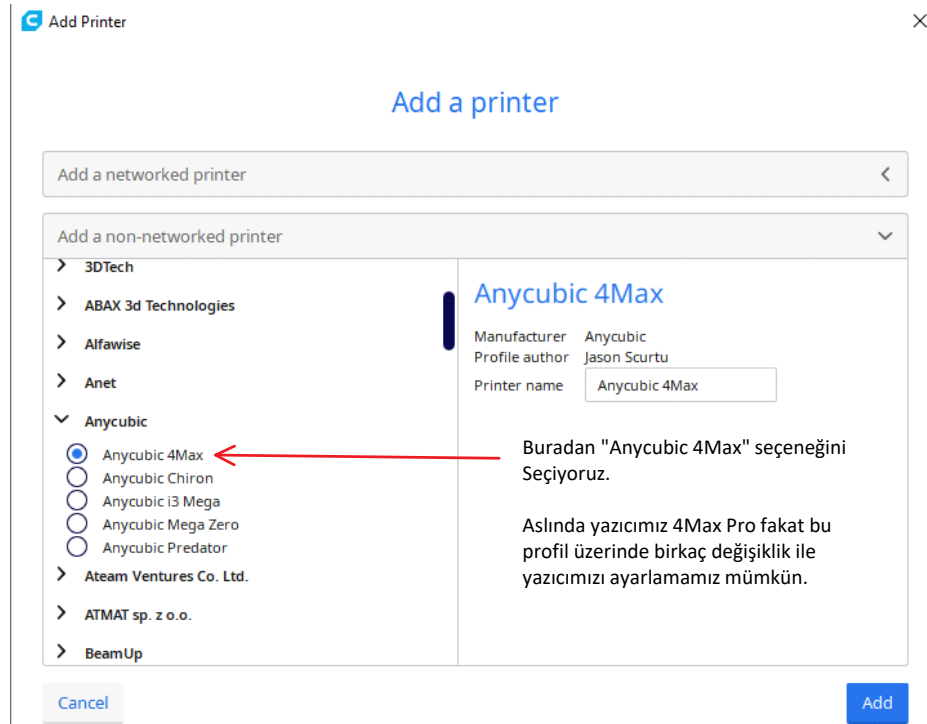 Add Printer
Add a printer
Add a networked printer
Add a non-networked printer
3DTech
ABAX 3d Technologies
Alfawise
Anet
Anycubic
Anycubic 4Max
Anycubic Chiron
Anycubic i3 Mega
Anycubic Mega Zero
Anycubic Predator
Ateam Ventures Co. Ltd.
ATMAT sp. z o.o.
BeamUp
Anycubic 4Max
Manufacturer Anycubic
Profile author Jason Scurtu
Printer name Anycubic 4Max
Buradan "Anycubic 4Max" seçeneğini
Seçiyoruz.
Aslında yazıcımız 4Max Pro fakat bu
profil üzerinde birkaç değişiklik ile
yazıcımızı ayarlamamız mümkün.
Cancel
Add